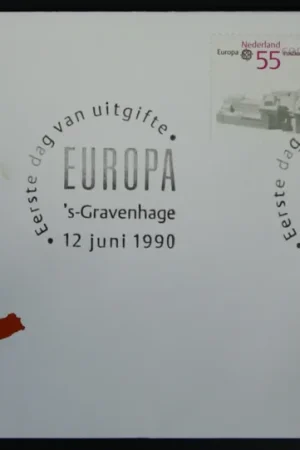 Nederland
Europa
55
Eerste dag van uitgifte
EUROPA
's-Gravenhage
12 juni 1990
Eerste dag